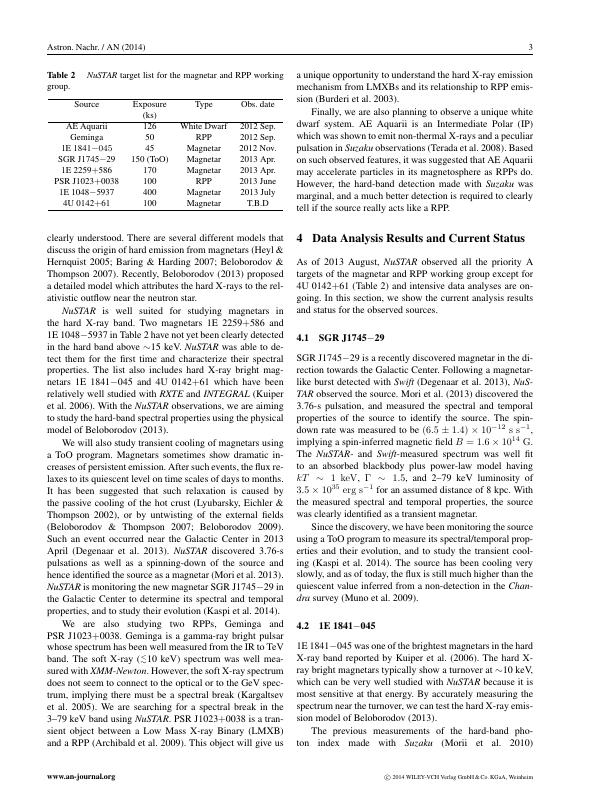 Astron. Nachr. / AN (2014)
3
Table 2 NuSTAR target list for the magnetar and RPP working
group.
Source Exposure Type Obs. date
(ks)
AE Aquarii 126 White Dwarf 2012 Sep.
Geminga 50 RPP 2012 Sep.
1E 1841−045 45 Magnetar 2012 Nov.
SGR J1745−29 150 (ToO) Magnetar 2013 Apr.
1E 2259+586 170 Magnetar 2013 Apr.
PSR J1023+0038 100 RPP 2013 June
1E 1048−5937 400 Magnetar 2013 July
4U 0142+61 100 Magnetar T.B.D
clearly understood. There are several different models that
discuss the origin of hard emission from magnetars (Heyl &
Hernquist 2005; Baring & Harding 2007; Beloborodov &
Thompson 2007). Recently, Beloborodov (2013) proposed
a detailed model which attributes the hard X-rays to the rel-
ativistic outflow near the neutron star.
NuSTAR is well suited for studying magnetars in
the hard X-ray band. Two magnetars 1E 2259+586 and
1E 1048−5937 in Table 2 have not yet been clearly detected
in the hard band above ∼15 keV. NuSTAR was able to de-
tect them for the first time and characterize their spectral
properties. The list also includes hard X-ray bright mag-
netars 1E 1841−045 and 4U 0142+61 which have been
relatively well studied with RXTE and INTEGRAL (Kuiper
et al. 2006). With the NuSTAR observations, we are aiming
to study the hard-band spectral properties using the physical
model of Beloborodov (2013).
We will also study transient cooling of magnetars using
a ToO program. Magnetars sometimes show dramatic in-
creases of persistent emission. After such events, the flux re-
laxes to its quiescent level on time scales of days to months.
It has been suggested that such relaxation is caused by
the passive cooling of the hot crust (Lyubarsky, Eichler &
Thompson 2002), or by untwisting of the external fields
(Beloborodov & Thompson 2007; Beloborodov 2009).
Such an event occurred near the Galactic Center in 2013
April (Degenaar et al. 2013). NuSTAR discovered 3.76-s
pulsations as well as a spinning-down of the source and
hence identified the source as a magnetar (Mori et al. 2013).
NuSTAR is monitoring the new magnetar SGR J1745−29 in
the Galactic Center to determine its spectral and temporal
properties, and to study their evolution (Kaspi et al. 2014).
We are also studying two RPPs, Geminga and
PSR J1023+0038. Geminga is a gamma-ray bright pulsar
whose spectrum has been well measured from the IR to TeV
band. The soft X-ray (≲10 keV) spectrum was well mea-
sured with XMM-Newton. However, the soft X-ray spectrum
does not seem to connect to the optical or to the GeV spec-
trum, implying there must be a spectral break (Kargaltsev
et al. 2005). We are searching for a spectral break in the
3–79 keV band using NuSTAR. PSR J1023+0038 is a tran-
sient object between a Low Mass X-ray Binary (LMXB)
and a RPP (Archibald et al. 2009). This object will give us
a unique opportunity to understand the hard X-ray emission
mechanism from LMXBs and its relationship to RPP emis-
sion (Burderi et al. 2003).
Finally, we are also planning to observe a unique white
dwarf system. AE Aquarii is an Intermediate Polar (IP)
which was shown to emit non-thermal X-rays and a peculiar
pulsation in Suzaku observations (Terada et al. 2008). Based
on such observed features, it was suggested that AE Aquarii
may accelerate particles in its magnetosphere as RPPs do.
However, the hard-band detection made with Suzaku was
marginal, and a much better detection is required to clearly
tell if the source really acts like a RPP.
4 Data Analysis Results and Current Status
As of 2013 August, NuSTAR observed all the priority A
targets of the magnetar and RPP working group except for
4U 0142+61 (Table 2) and intensive data analyses are on-
going. In this section, we show the current analysis results
and status for the observed sources.
4.1 SGR J1745−29
SGR J1745−29 is a recently discovered magnetar in the di-
rection towards the Galactic Center. Following a magnetar-
like burst detected with Swift (Degenaar et al. 2013), NuS-
TAR observed the source. Mori et al. (2013) discovered the
3.76-s pulsation, and measured the spectral and temporal
properties of the source to identify the source. The spin-
down rate was measured to be (6.5 ± 1.4) × 10⁻¹² s s⁻¹,
implying a spin-inferred magnetic field B = 1.6 × 10¹⁴ G.
The NuSTAR- and Swift-measured spectrum was well fit
to an absorbed blackbody plus power-law model having
kT ∼ 1 keV, Γ ∼ 1.5, and 2–79 keV luminosity of
3.5 × 10³⁵ erg s⁻¹ for an assumed distance of 8 kpc. With
the measured spectral and temporal properties, the source
was clearly identified as a transient magnetar.
Since the discovery, we have been monitoring the source
using a ToO program to measure its spectral/temporal prop-
erties and their evolution, and to study the transient cool-
ing (Kaspi et al. 2014). The source has been cooling very
slowly, and as of today, the flux is still much higher than the
quiescent value inferred from a non-detection in the Chan-
dra survey (Muno et al. 2009).
4.2 1E 1841−045
1E 1841−045 was one of the brightest magnetars in the hard
X-ray band reported by Kuiper et al. (2006). The hard X-
ray bright magnetars typically show a turnover at ∼10 keV,
which can be very well studied with NuSTAR because it is
most sensitive at that energy. By accurately measuring the
spectrum near the turnover, we can test the hard X-ray emis-
sion model of Beloborodov (2013).
The previous measurements of the hard-band pho-
ton index made with Suzaku (Morii et al. 2010)
www.an-journal.org
© 2014 WILEY-VCH Verlag GmbH & Co. KGaA, Weinheim